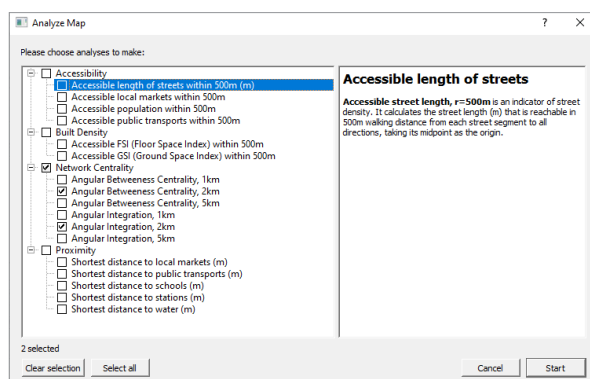 Analyze Map
?
Please choose analyses to make:
Accessibility
Accessible length of streets within 500m (m)
Accessible local markets within 500m
Accessible population within 500m
Accessible public transports within 500m
Built Density
Accessible FSI (Floor Space Index) within 500m
Accessible GSI (Ground Space Index) within 500m
Network Centrality
Angular Betweeness Centrality, 1km
Angular Betweeness Centrality, 2km
Angular Betweeness Centrality, 5km
Angular Integration, 1km
Angular Integration, 2km
Angular Integration, 5km
Proximity
Shortest distance to local markets (m)
Shortest distance to public transports (m)
Shortest distance to schools (m)
Shortest distance to stations (m)
Shortest distance to water (m)
Accessible length of streets
Accessible street length, r=500m is an indicator of street
density. It calculates the street length (m) that is reachable in
500m walking distance from each street segment to all
directions, taking its midpoint as the origin.
2 selected
Clear selection
Select all
Cancel
Start